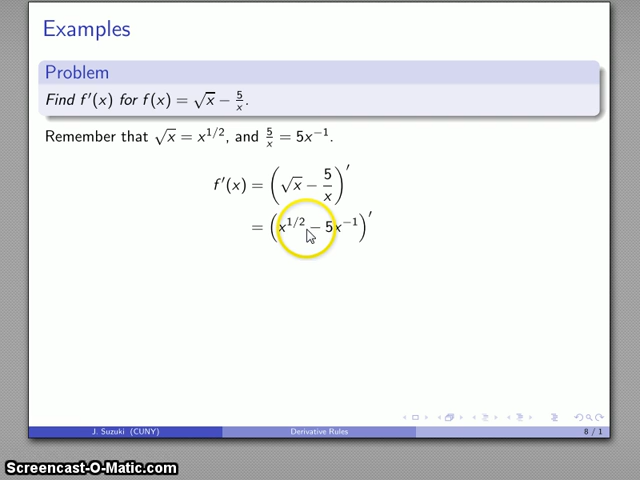 Examples
Problem
Find f′(x) for f(x) = √x − 5/x.
Remember that √x = x^{1/2}, and 5/x = 5x^{−1}.
f′(x) = (√x − 5/x)′
= (x^{1/2} − 5x^{−1})′
J. Suzuki (CUNY) Derivative Rules 8 / 1
Screencast-O-Matic.com